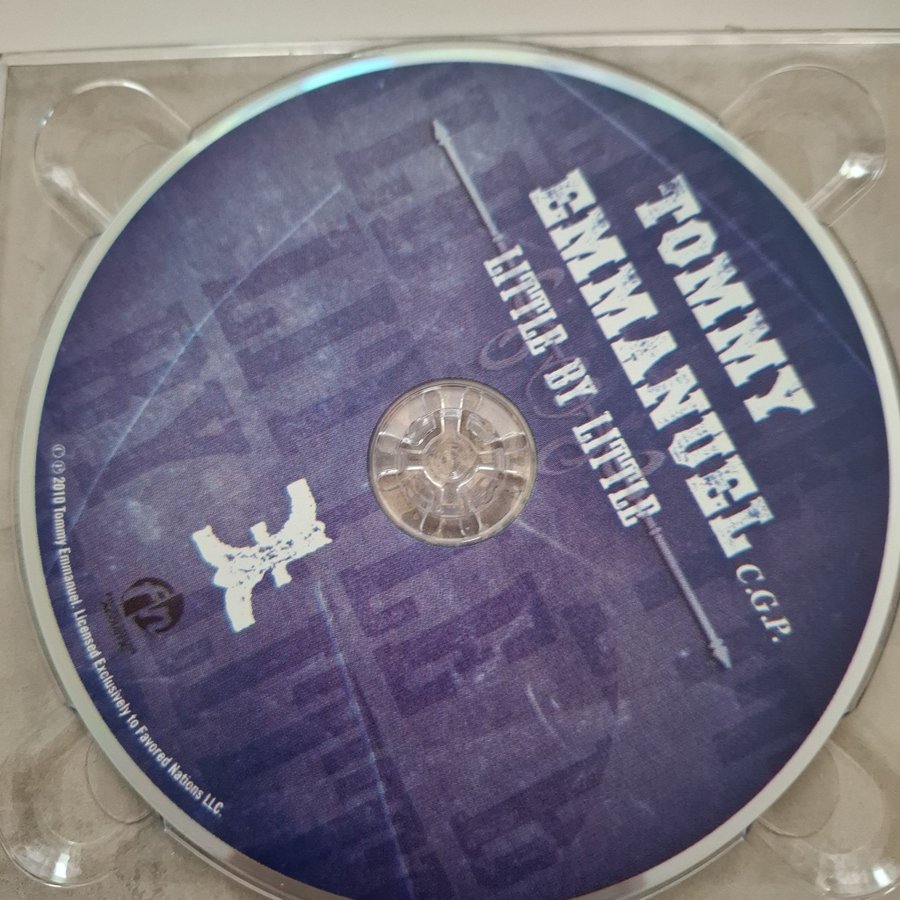 TOMMY
EMMANUEL C.G.P.
LITTLE BY LITTLE
© ℗ 2010 Tommy Emmanuel. Licensed Exclusively to Favored Nations LLC.